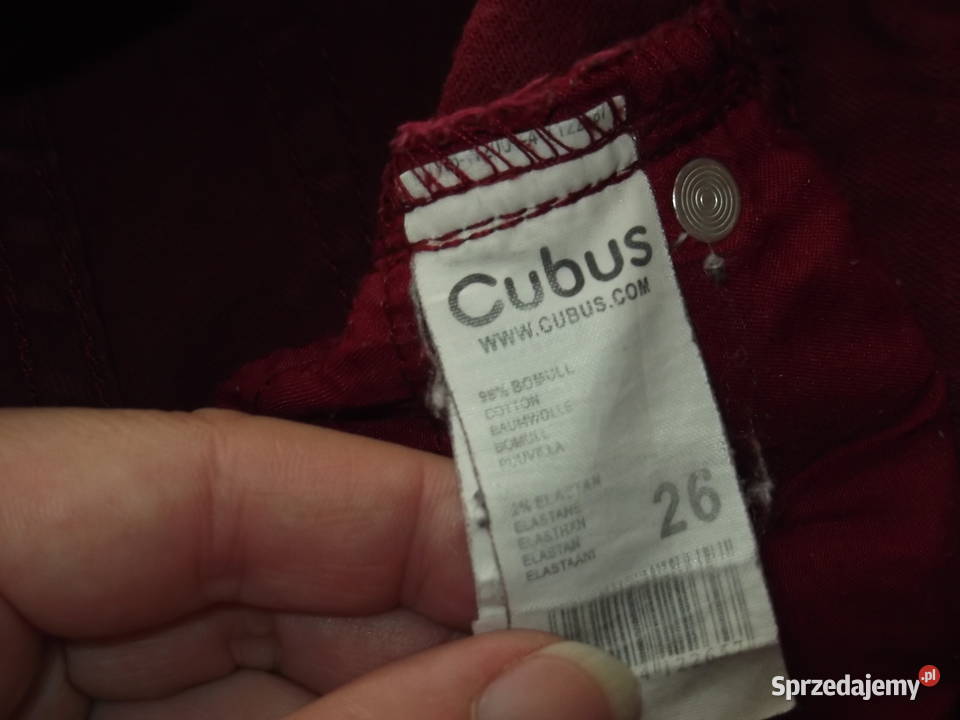 Cubus
WWW.CUBUS.COM
98% BOMULL
COTTON
BAUMWOLLE
BOMULL
PUUVILLA
2% ELASTAN
ELASTANE
ELASTHAN
ELASTAN
ELASTAANI
26
Sprzedajemy.pl